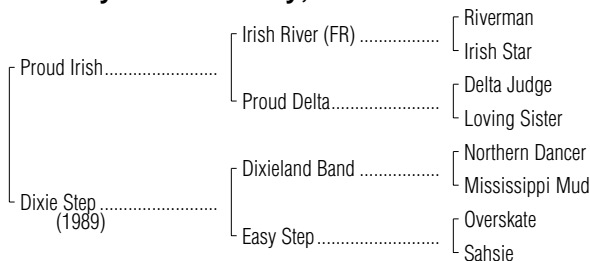 Riverman
Irish River (FR) ..................
Irish Star
Proud Irish.........................
Delta Judge
Proud Delta........................
Loving Sister
Northern Dancer
Dixieland Band ..................
Mississippi Mud
Dixie Step ..........................
(1989)
Overskate
Easy Step ...........................
Sahsie